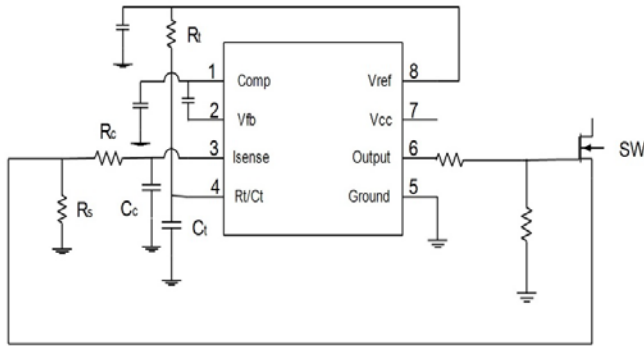 Rt
1 Comp Vref 8
2 Vfb Vcc 7
Rc
3 Isense Output 6
SW
4 Rt/Ct Ground 5
Rs
Cc
Ct